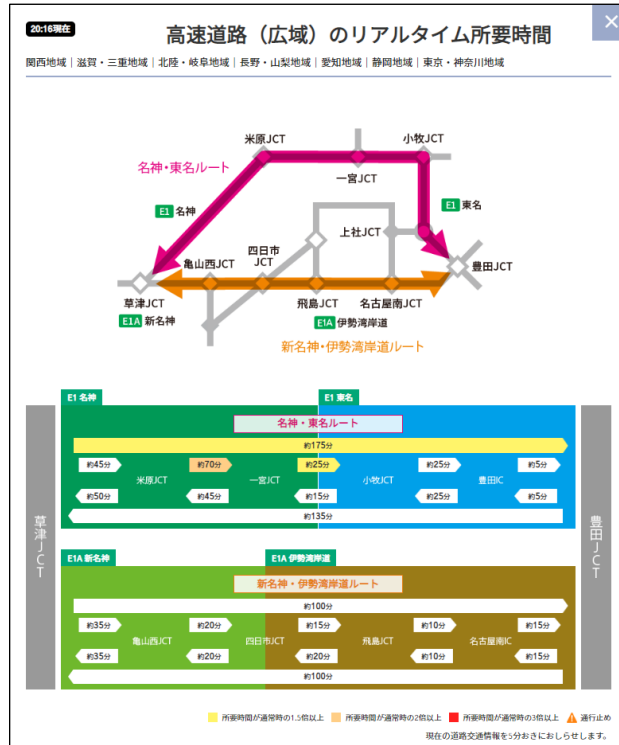 20:16現在
高速道路（広域）のリアルタイム所要時間
×
関西地域｜滋賀・三重地域｜北陸・岐阜地域｜長野・山梨地域｜愛知地域｜静岡地域｜東京・神奈川地域
米原JCT
小牧JCT
名神・東名ルート
一宮JCT
E1 名神
E1 東名
上社JCT
四日市
JCT
亀山西JCT
豊田JCT
草津JCT
飛島JCT
名古屋南JCT
E1A 新名神
E1A 伊勢湾岸道
新名神・伊勢湾岸道ルート
E1 名神
E1 東名
名神・東名ルート
約175分
約45分 約70分 約25分 約25分 約5分
米原JCT 一宮JCT 小牧JCT 豊田IC
約50分 約45分 約15分 約25分 約5分
約135分
草津JCT
豊田JCT
E1A 新名神
E1A 伊勢湾岸道
新名神・伊勢湾岸道ルート
約100分
約35分 約20分 約15分 約10分 約15分
亀山西JCT 四日市JCT 飛島JCT 名古屋南IC
約35分 約20分 約20分 約10分 約15分
約100分
所要時間が通常時の1.5倍以上 所要時間が通常時の2倍以上 所要時間が通常時の3倍以上 通行止め
現在の道路交通情報を5分おきにおしらせします。